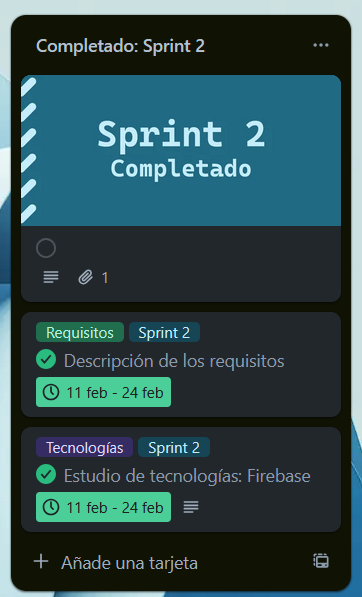 Completado: Sprint 2
Sprint 2
Completado
1
Requisitos Sprint 2
Descripción de los requisitos
11 feb - 24 feb
Tecnologías Sprint 2
Estudio de tecnologías: Firebase
11 feb - 24 feb
Añade una tarjeta